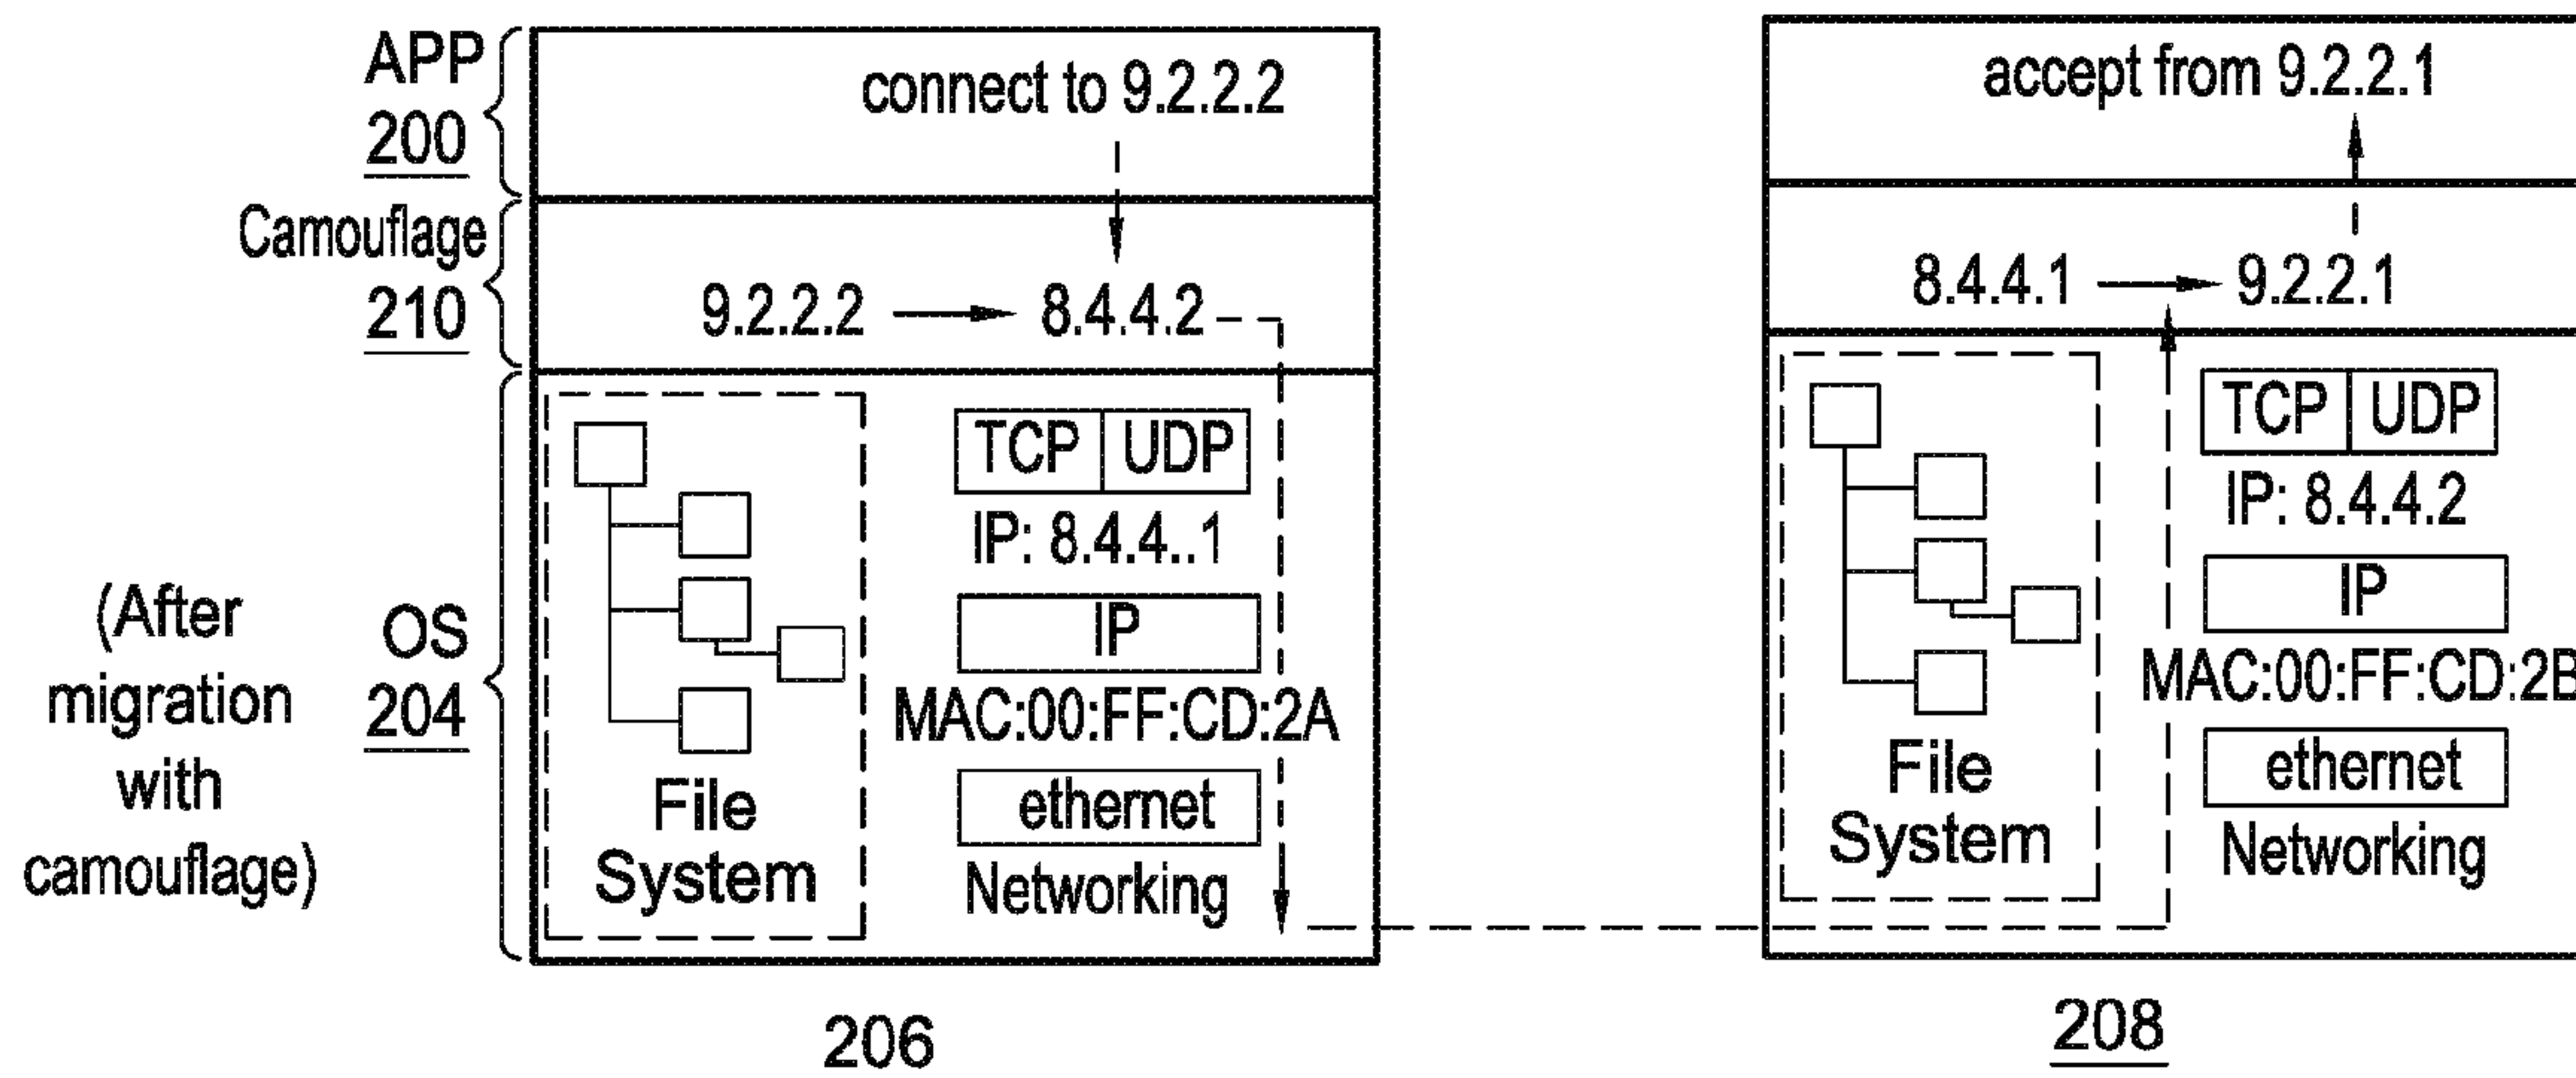 APP
200
connect to 9.2.2.2
Camouflage
210
9.2.2.2
8.4.4.2
(After
migration
with
camouflage)
OS
204
File
System
TCP
UDP
IP: 8.4.4..1
IP
MAC:00:FF:CD:2A
ethernet
Networking
206
accept from 9.2.2.1
8.4.4.1
9.2.2.1
File
System
TCP
UDP
IP: 8.4.4.2
IP
MAC:00:FF:CD:2B
ethernet
Networking
208